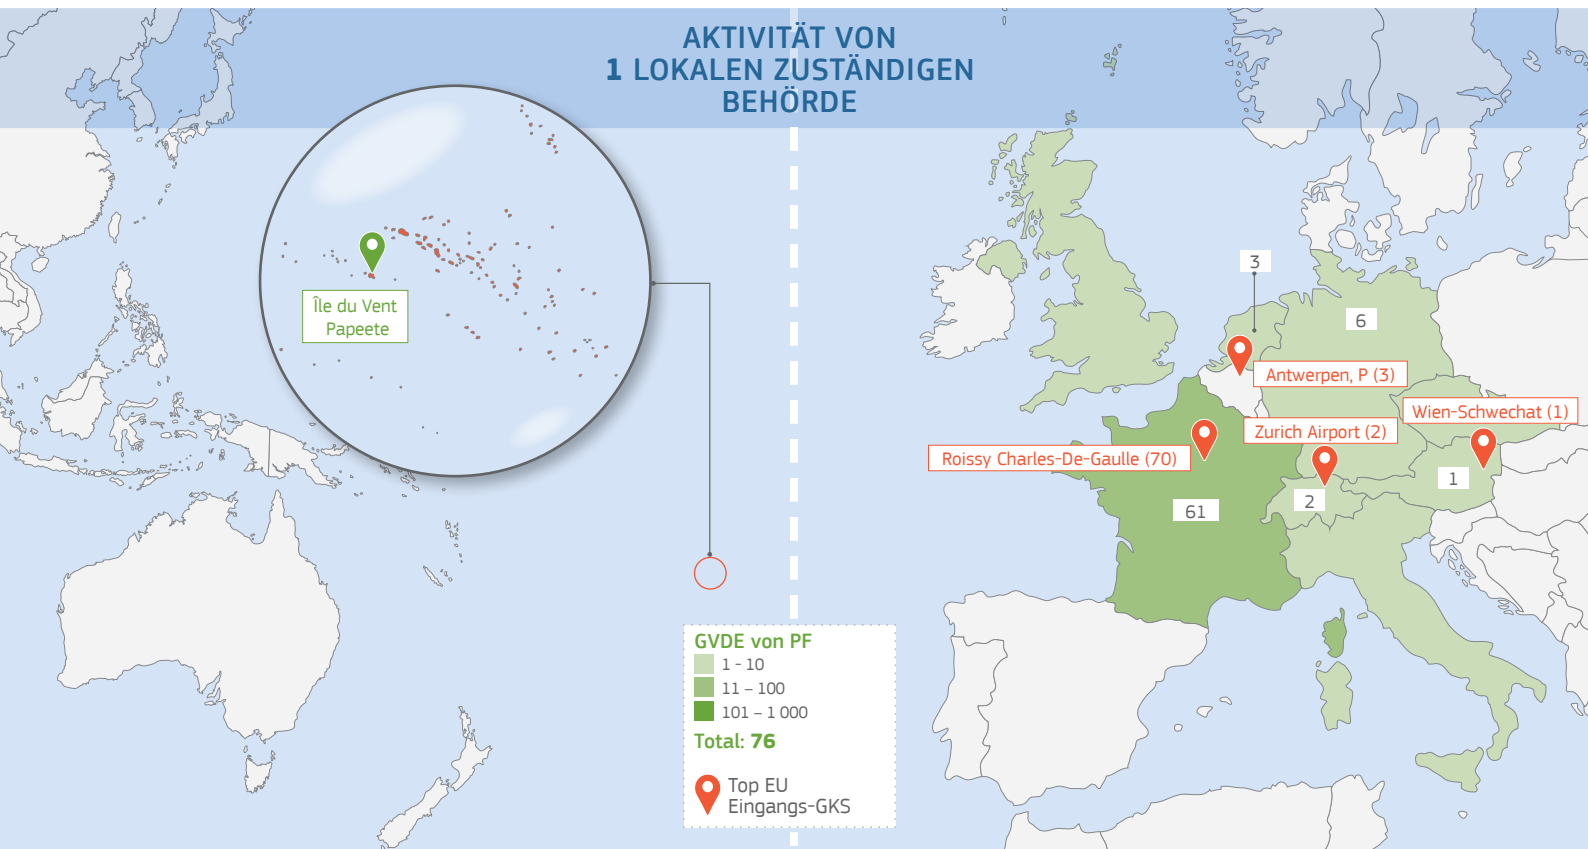 AKTIVITÄT VON
1 LOKALEN ZUSTÄNDIGEN
BEHÖRDE
Île du Vent
Papeete
3
6
Antwerpen, P (3)
Wien-Schwechat (1)
Zurich Airport (2)
Roissy Charles-De-Gaulle (70)
1
2
61
GVDE von PF
1 - 10
11 – 100
101 – 1 000
Total: 76
Top EU
Eingangs-GKS